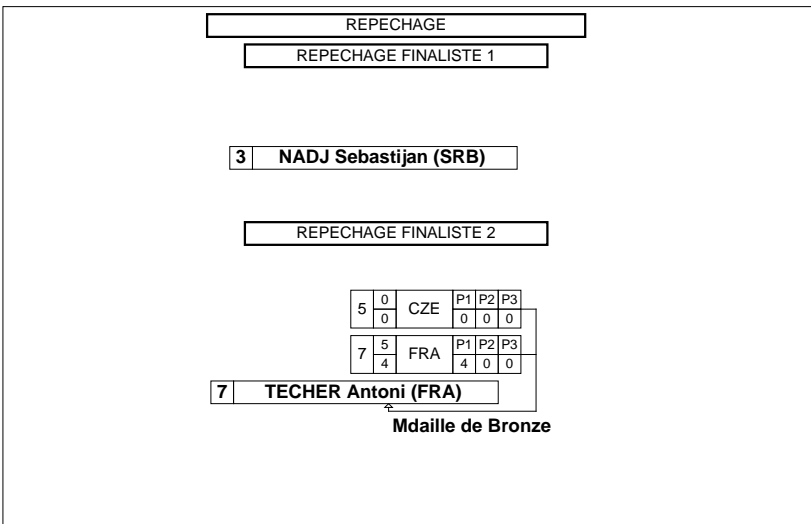 REPECHAGE
REPECHAGE FINALISTE 1
3 NADJ Sebastijan (SRB)
REPECHAGE FINALISTE 2
5 0 CZE P1 P2 P3
0 0 0 0
7 5 FRA P1 P2 P3
4 4 0 0
7 TECHER Antoni (FRA)
Mdaille de Bronze